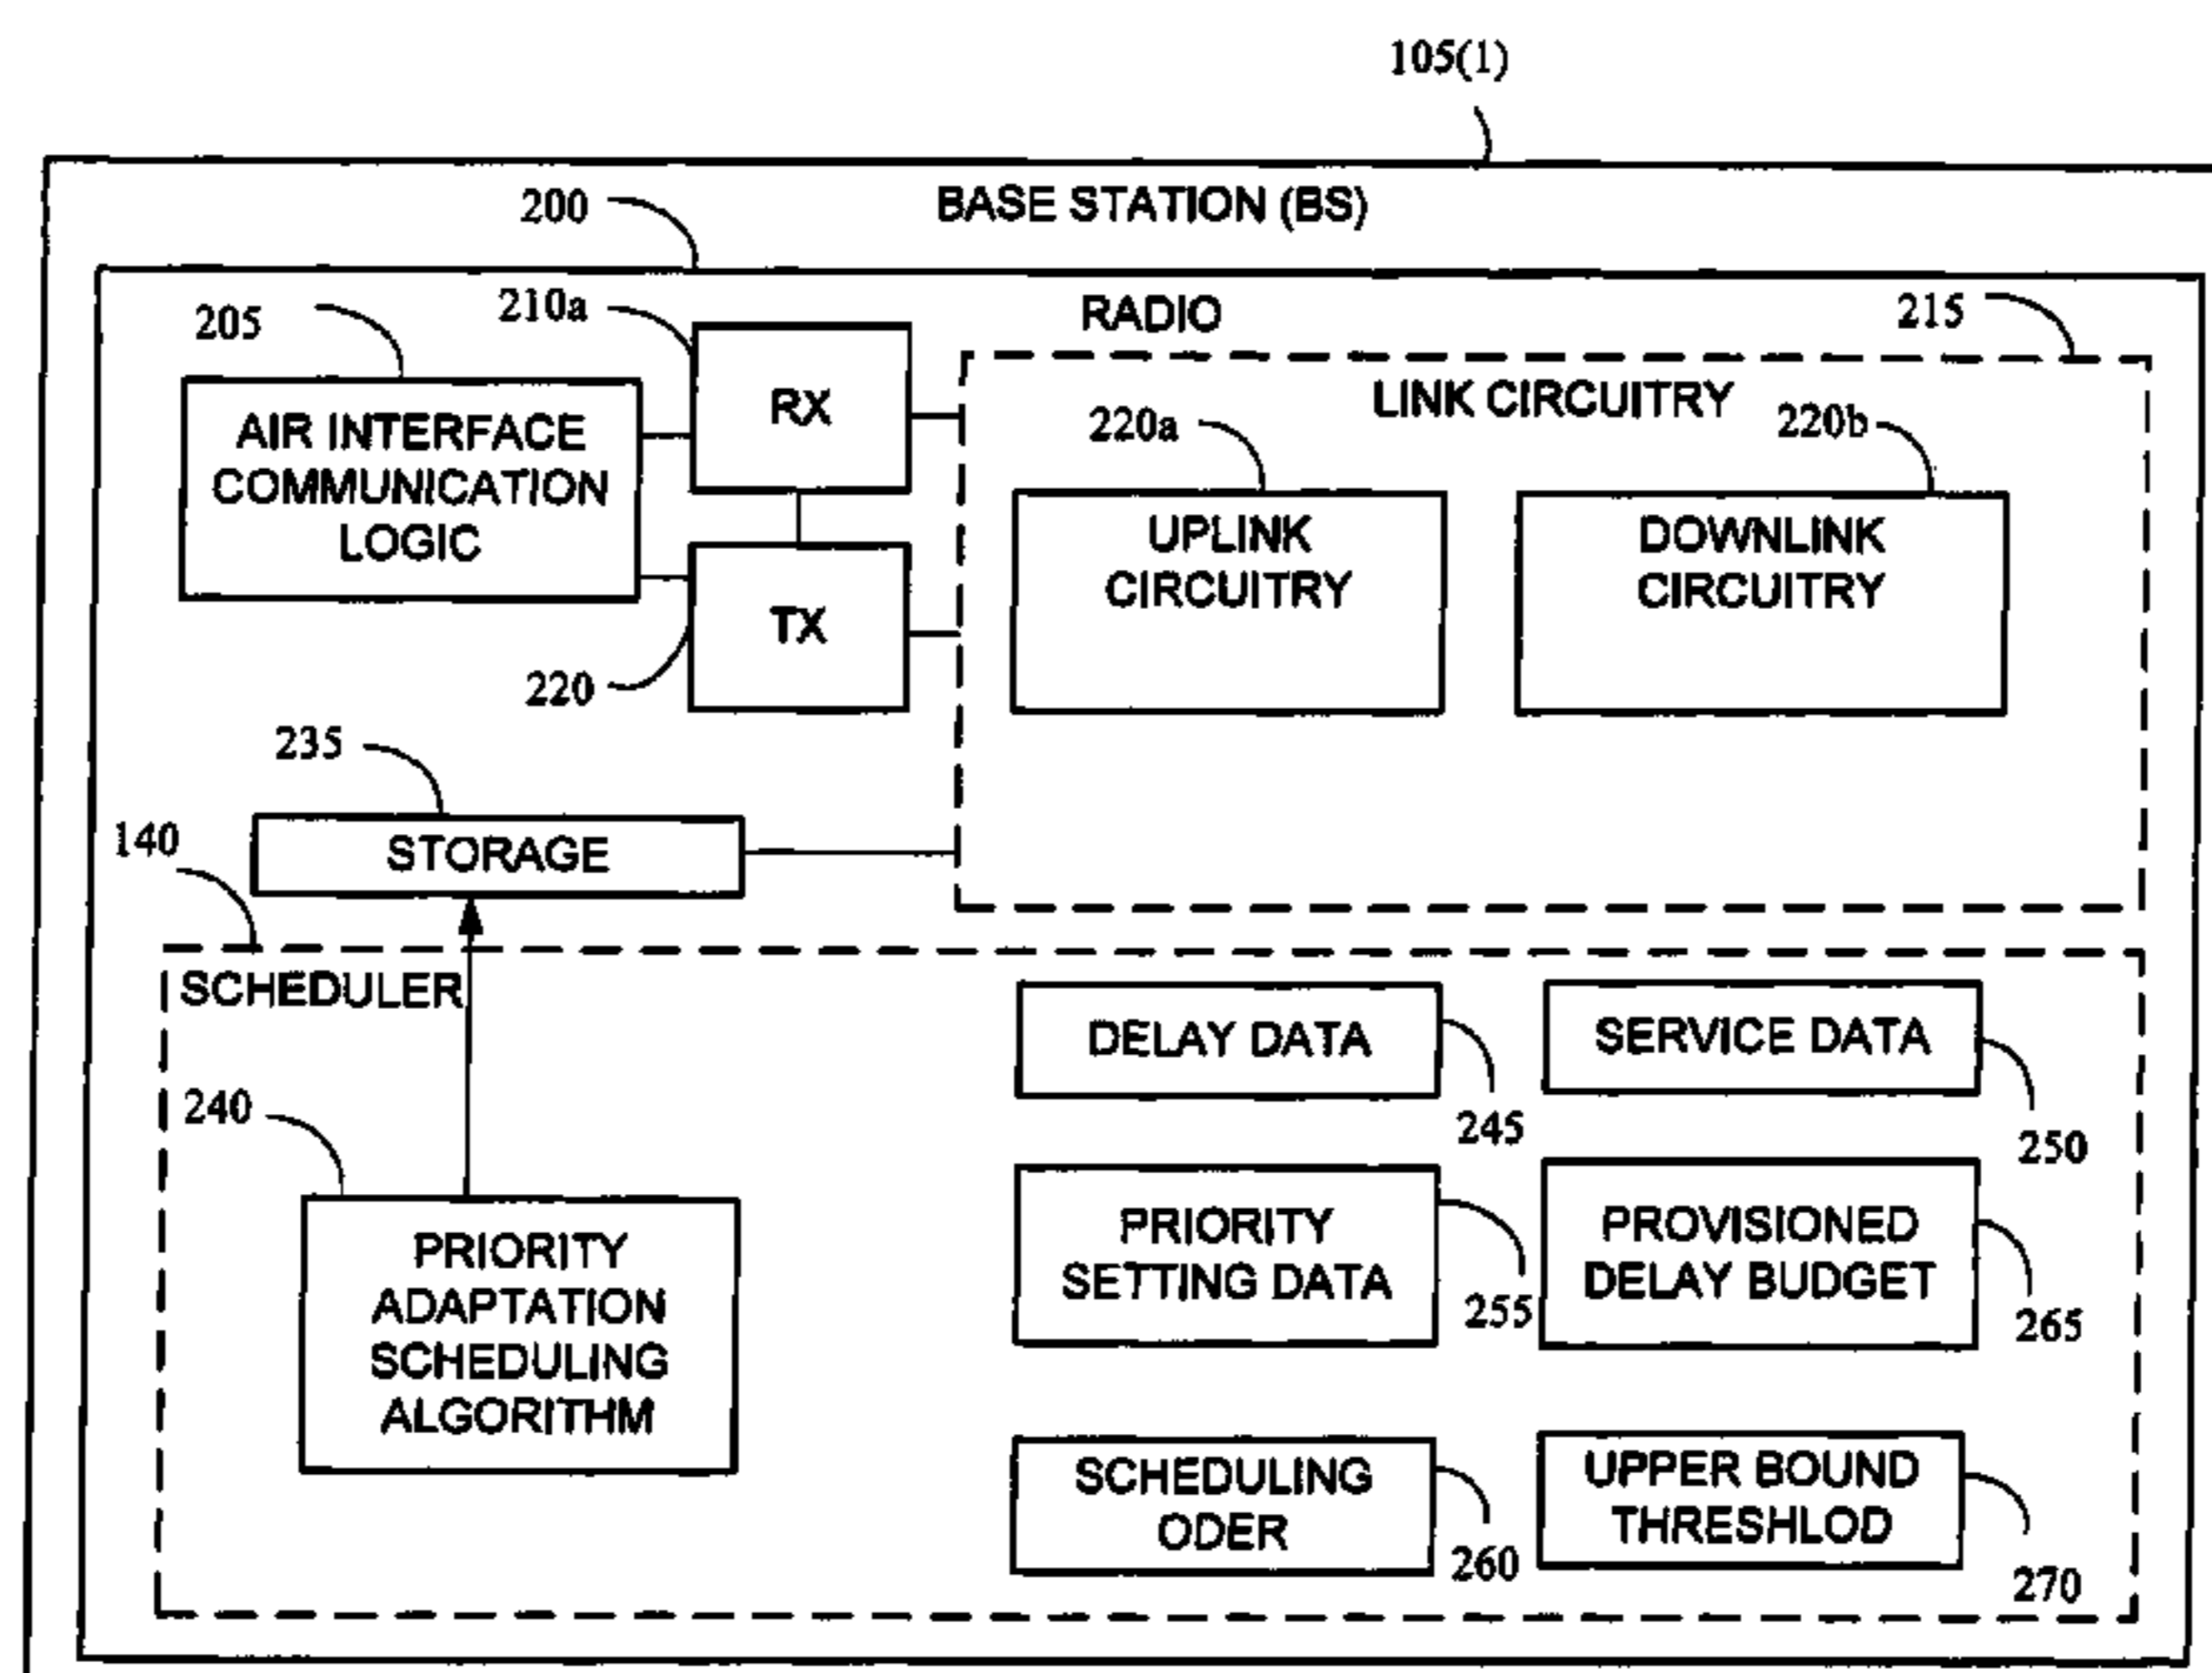 105(1)
BASE STATION (BS)
200
RADIO
205
210a
215
AIR INTERFACE
COMMUNICATION
LOGIC
RX
LINK CIRCUITRY
220a
220b
UPLINK
CIRCUITRY
DOWNLINK
CIRCUITRY
TX
220
235
STORAGE
140
SCHEDULER
DELAY DATA
245
SERVICE DATA
250
240
PRIORITY
ADAPTATION
SCHEDULING
ALGORITHM
PRIORITY
SETTING DATA
255
PROVISIONED
DELAY BUDGET
265
SCHEDULING
ODER
260
UPPER BOUND
THRESHLOD
270